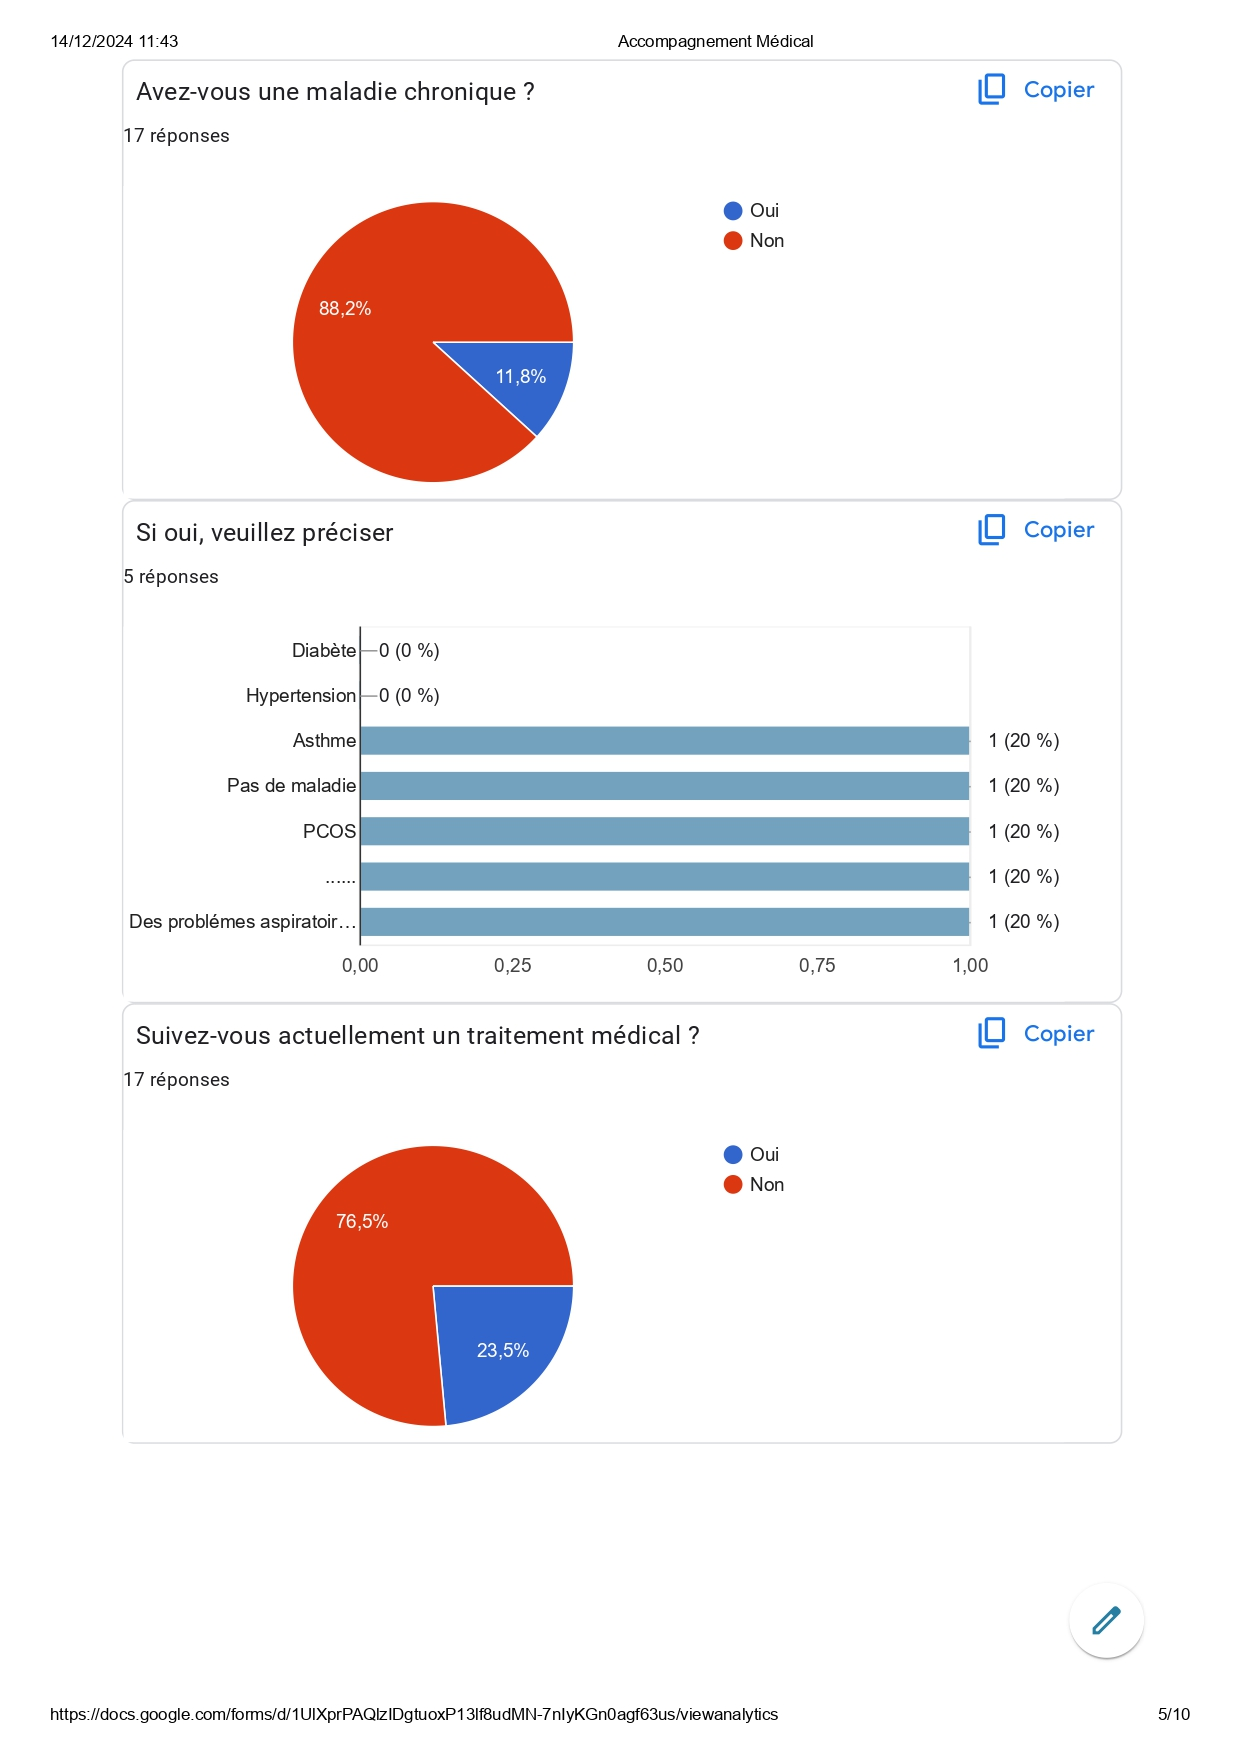 14/12/2024 11:43
Accompagnement Médical
Avez-vous une maladie chronique ?
Copier
17 réponses
Oui
Non
88,2%
11,8%
Si oui, veuillez préciser
Copier
5 réponses
Diabète 0 (0 %)
Hypertension 0 (0 %)
Asthme 1 (20 %)
Pas de maladie 1 (20 %)
PCOS 1 (20 %)
...... 1 (20 %)
Des problémes aspiratoir… 1 (20 %)
0,00 0,25 0,50 0,75 1,00
Suivez-vous actuellement un traitement médical ?
Copier
17 réponses
Oui
Non
76,5%
23,5%
https://docs.google.com/forms/d/1UIXprPAQIzIDgtuoxP13lf8udMN-7nIyKGn0agf63us/viewanalytics
5/10